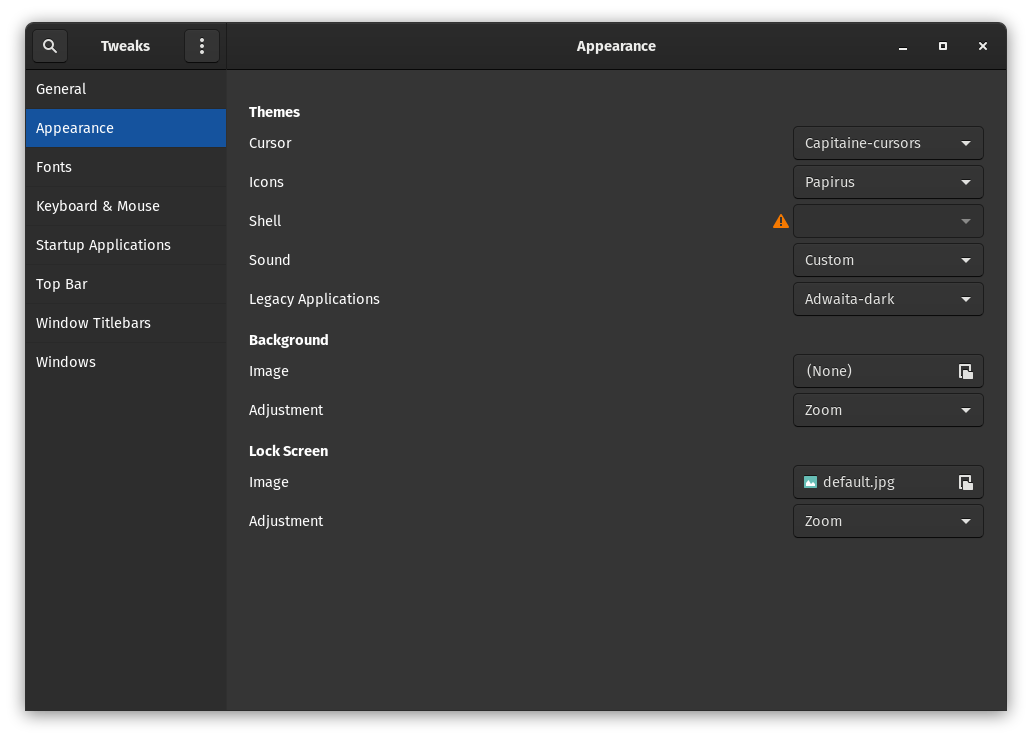 Tweaks
Appearance
General
Appearance
Fonts
Keyboard & Mouse
Startup Applications
Top Bar
Window Titlebars
Windows
Themes
Cursor Capitaine-cursors
Icons Papirus
Shell
Sound Custom
Legacy Applications Adwaita-dark
Background
Image (None)
Adjustment Zoom
Lock Screen
Image default.jpg
Adjustment Zoom